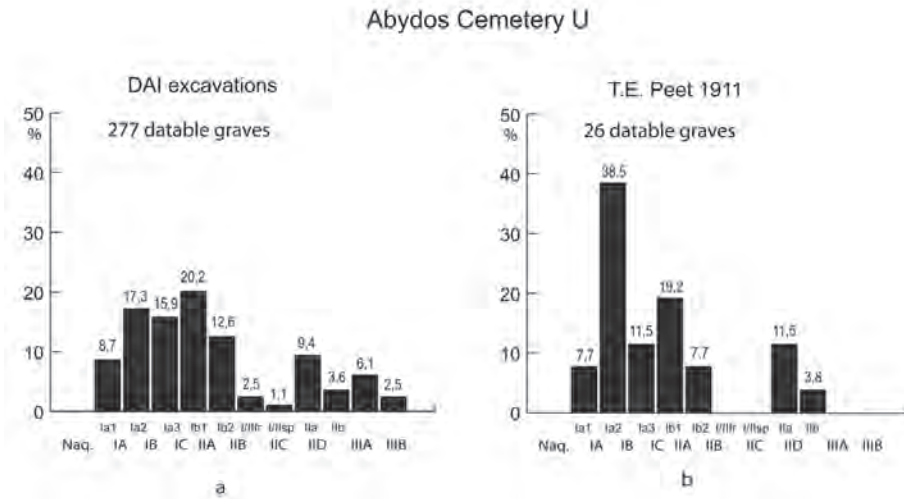 Abydos Cemetery U
DAI excavations
277 datable graves
50
%
40
30
20
10
0
8,7
17,3
15,9
20,2
12,6
2,5
1,1
9,4
3,6
6,1
2,5
Ia1 Ia2 Ia3 Ib1 Ib2 I/IIfr I/IIsp IIa IIb
Naq. IA IB IC IIA IIB IIC IID IIIA IIIB
a
T.E. Peet 1911
26 datable graves
50
%
40
30
20
10
0
7,7
38.5
11,5
19,2
7,7
11,5
3,8
Ia1 Ia2 Ia3 Ib1 Ib2 I/IIfr I/IIsp IIa IIb
Naq. IA IB IC IIA IIB IIC IID IIIA IIIB
b